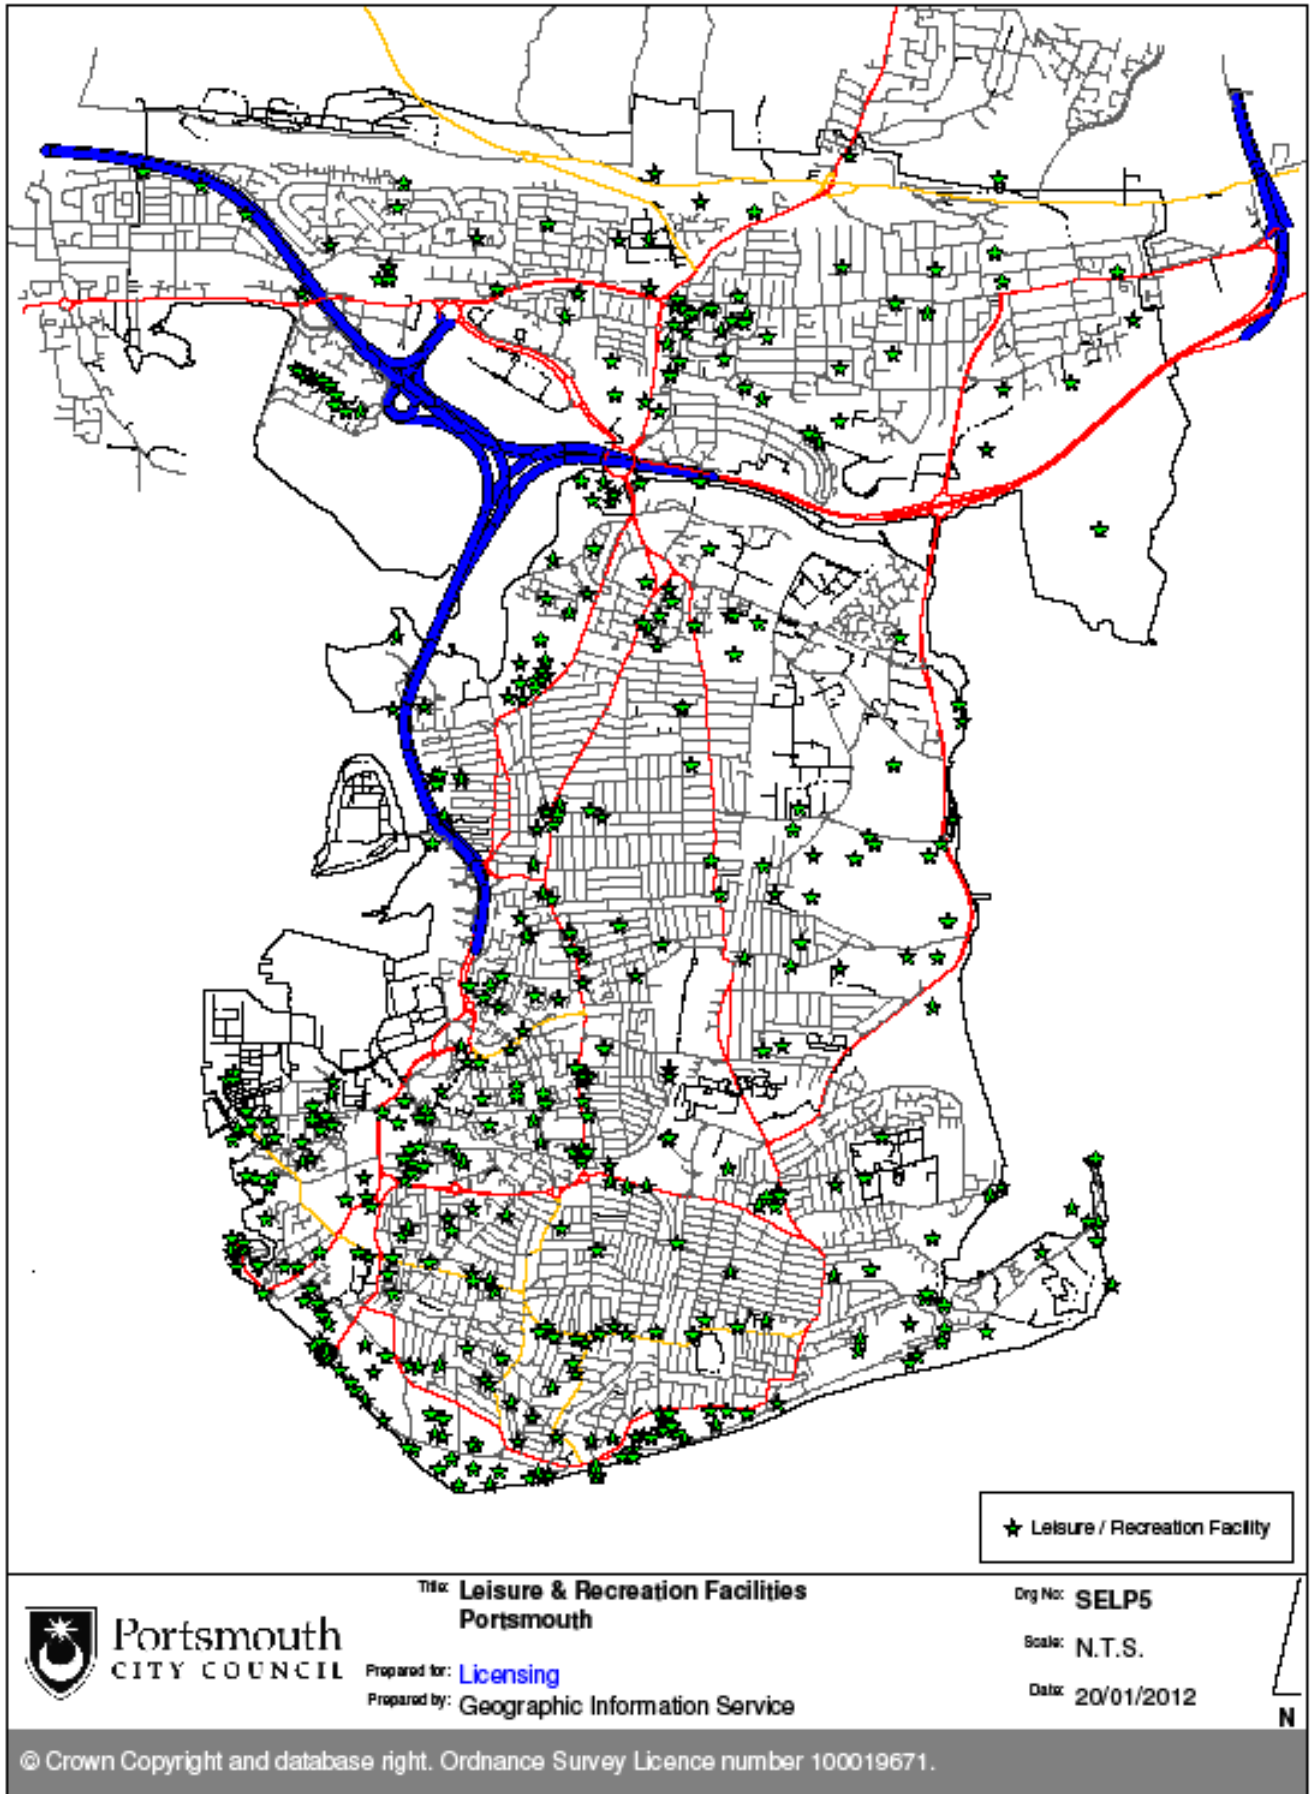 Leisure / Recreation Facility
Title: Leisure & Recreation Facilities
Portsmouth
Prepared for: Licensing
Prepared by: Geographic Information Service
Drg No: SELP5
Scale: N.T.S.
Date: 20/01/2012
N
Portsmouth
CITY COUNCIL
© Crown Copyright and database right. Ordnance Survey Licence number 100019671.